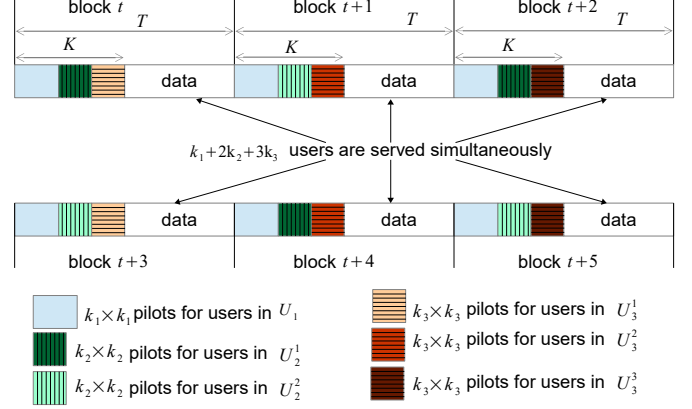 block t block t+1 block t+2
T T T
K K K
data data data
k₁+2k₂+3k₃ users are served simultaneously
data data data
block t+3 block t+4 block t+5
k₁×k₁ pilots for users in U₁
k₂×k₂ pilots for users in U₂¹
k₂×k₂ pilots for users in U₂²
k₃×k₃ pilots for users in U₃¹
k₃×k₃ pilots for users in U₃²
k₃×k₃ pilots for users in U₃³